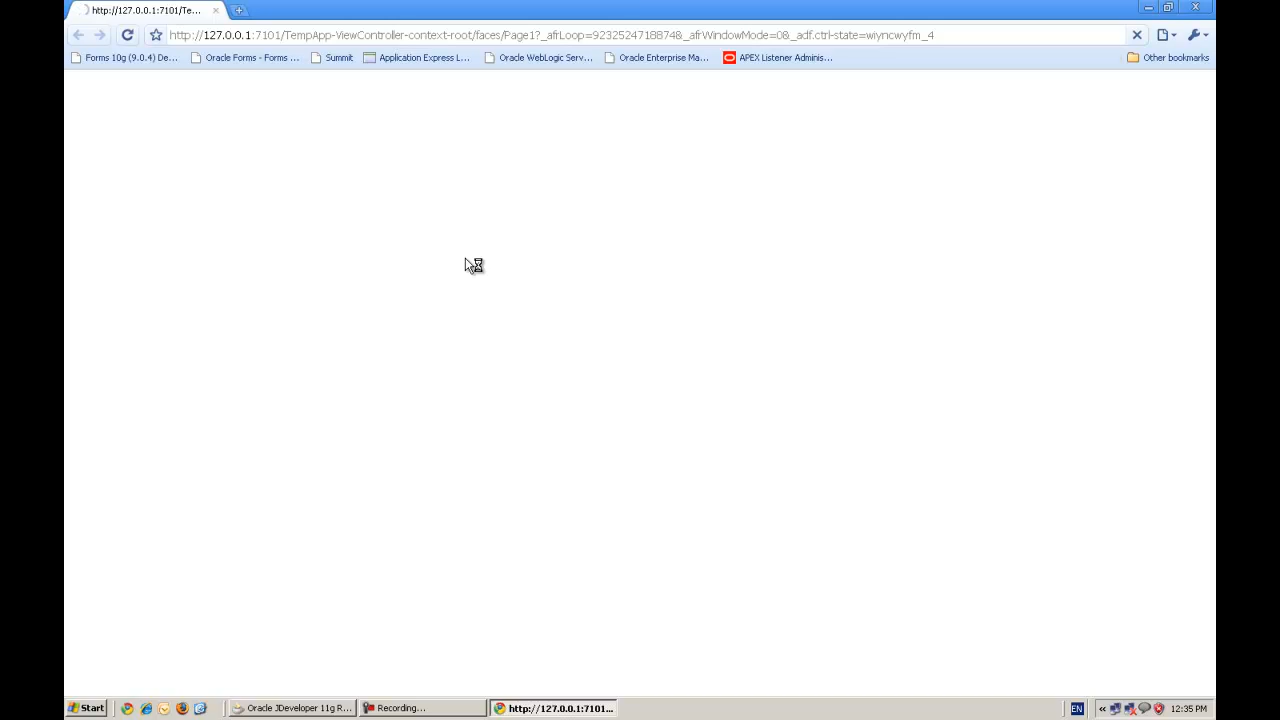 http://127.0.0.1:7101/Te...
http://127.0.0.1:7101/TempApp-ViewController-context-root/faces/Page1?_afrLoop=9232524718874&_afrWindowMode=0&_adf.ctrl-state=wiyncwyfm_4
Forms 10g (9.0.4) De... Oracle Forms - Forms ... Summit Application Express L... Oracle WebLogic Serv... Oracle Enterprise Ma... APEX Listener Adminis... Other bookmarks
Start Oracle JDeveloper 11g R... Recording... http://127.0.0.1:7101... EN 12:35 PM